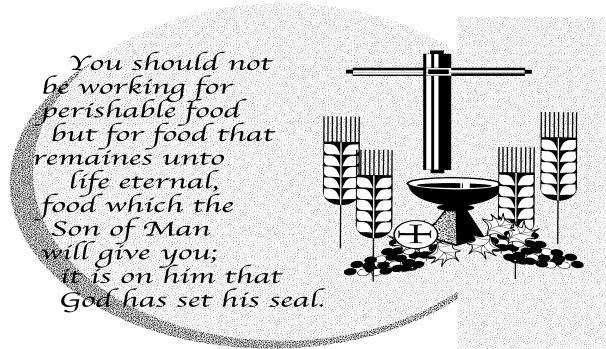 You should not
be working for
perishable food
but for food that
remaines unto
life eternal,
food which the
Son of Man
will give you;
it is on him that
God has set his seal.